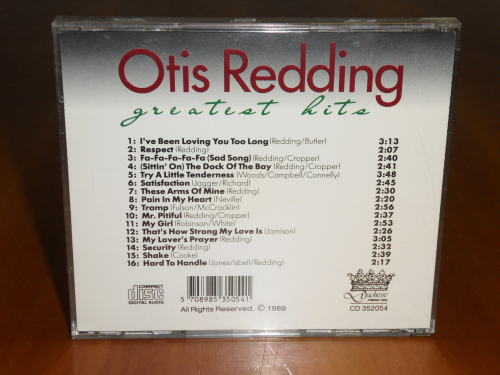 Otis Redding
greatest hits
1: I've Been Loving You Too Long (Redding/Butler) 3:13
2: Respect (Redding) 2:07
3: Fa-Fa-Fa-Fa-Fa (Sad Song) (Redding/Cropper) 2:40
4: (Sittin' On) The Dock Of The Bay (Redding/Cropper) 2:41
5: Try A Little Tenderness (Woods/Campbell/Connelly) 3:48
6: Satisfaction (Jagger/Richard) 2:45
7: These Arms Of Mine (Redding) 2:30
8: Pain In My Heart (Neville) 2:20
9: Tramp (Fulson/McCracklin) 2:56
10: Mr. Pitiful (Redding/Cropper) 2:37
11: My Girl (Robinson/White) 2:53
12: That's How Strong My Love Is (Jamison) 2:26
13: My Lover's Prayer (Redding) 3:05
14: Security (Redding) 2:32
15: Shake (Cooke) 2:39
16: Hard To Handle (Jones/Isbell/Redding) 2:17
COMPACT
disc
DIGITAL AUDIO
5 708985 350541
All Rights Reserved, © 1989
Duchesse
CD 352054